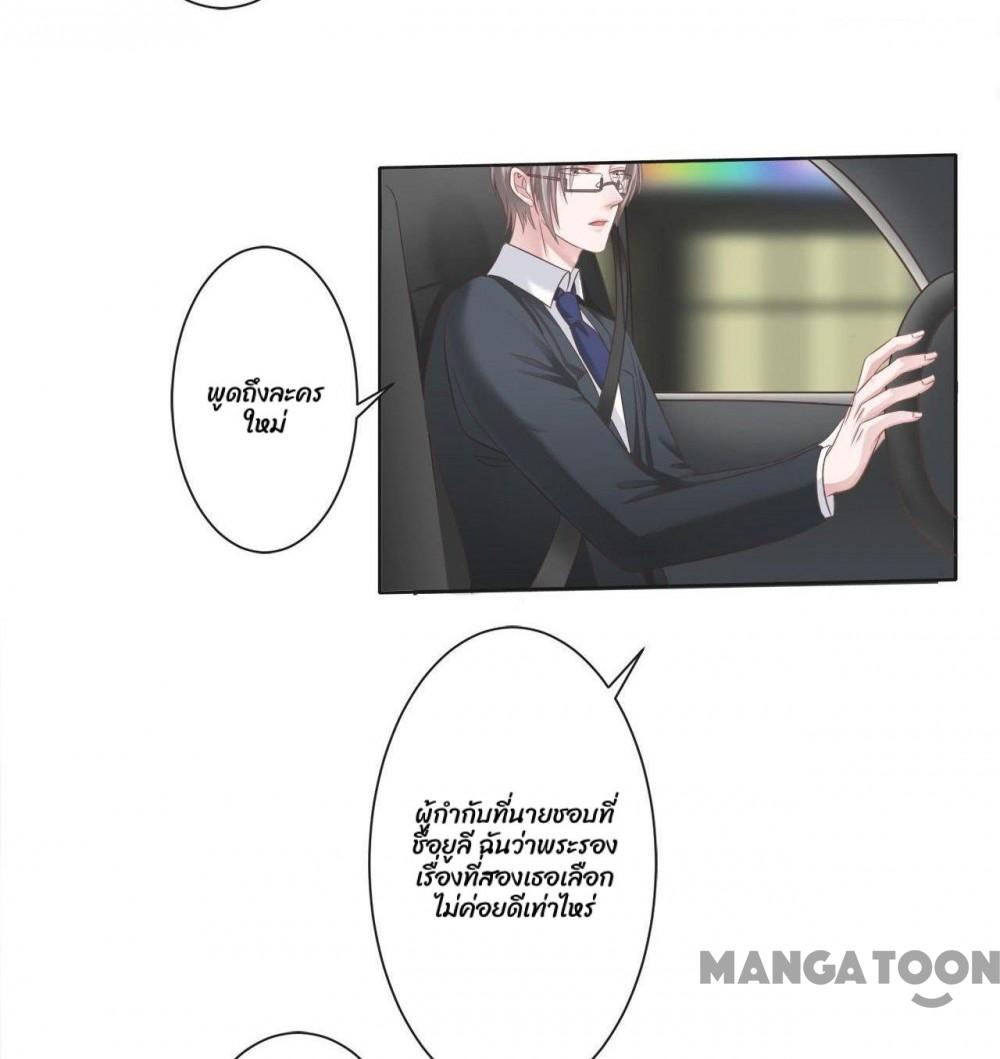 พูดถึงละคร
ใหม่
ผู้กำกับที่นายชอบที่
ชื่อยูลี ฉันว่าพระรอง
เรื่องที่สองเธอเลือก
ไม่ค่อยดีเท่าไหร่
MANGATOON